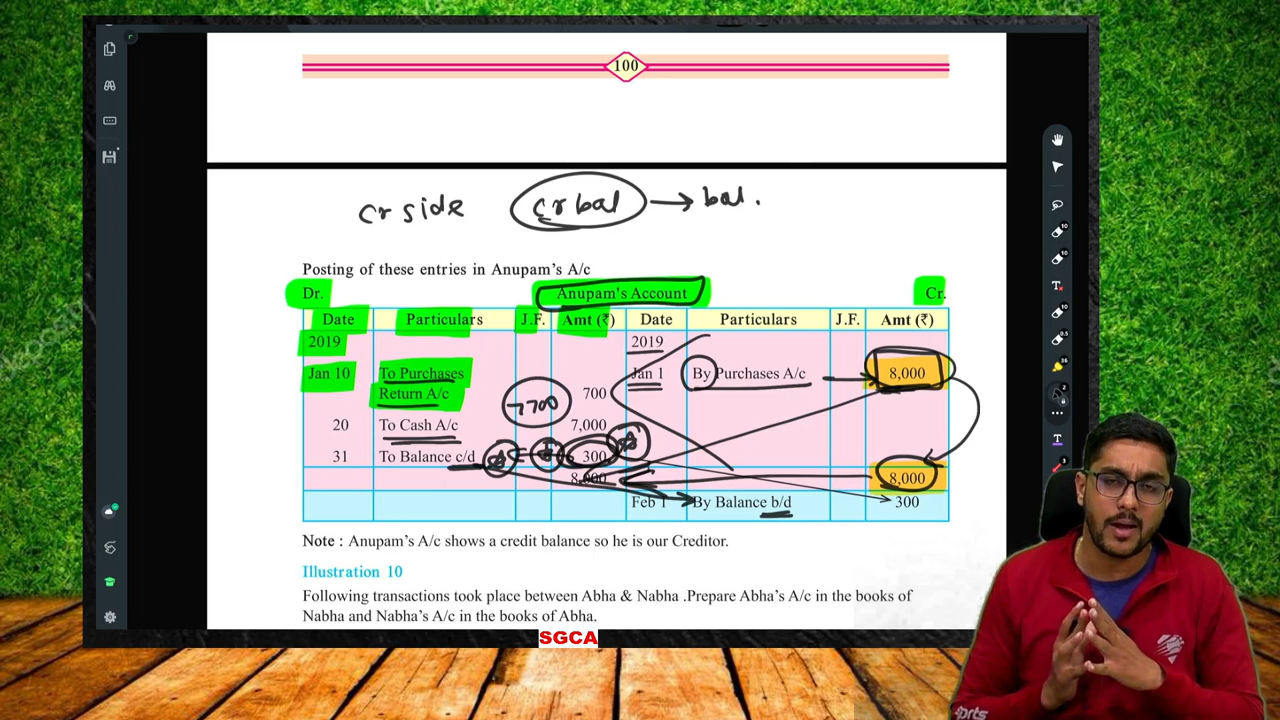 100
cr side cr bal → bal.
Posting of these entries in Anupam's A/c
Dr. Anupam's Account Cr.
Date Particulars J.F. Amt (₹) Date Particulars J.F. Amt (₹)
2019 2019
Jan 10 To Purchases Jan 1 By Purchases A/c 8,000
Return A/c 7700 700
20 To Cash A/c 7,000
31 To Balance c/d 300
8,000 8,000
Feb 1 By Balance b/d 300
Note : Anupam's A/c shows a credit balance so he is our Creditor.
Illustration 10
Following transactions took place between Abha & Nabha .Prepare Abha's A/c in the books of
Nabha and Nabha's A/c in the books of Abha.
SGCA